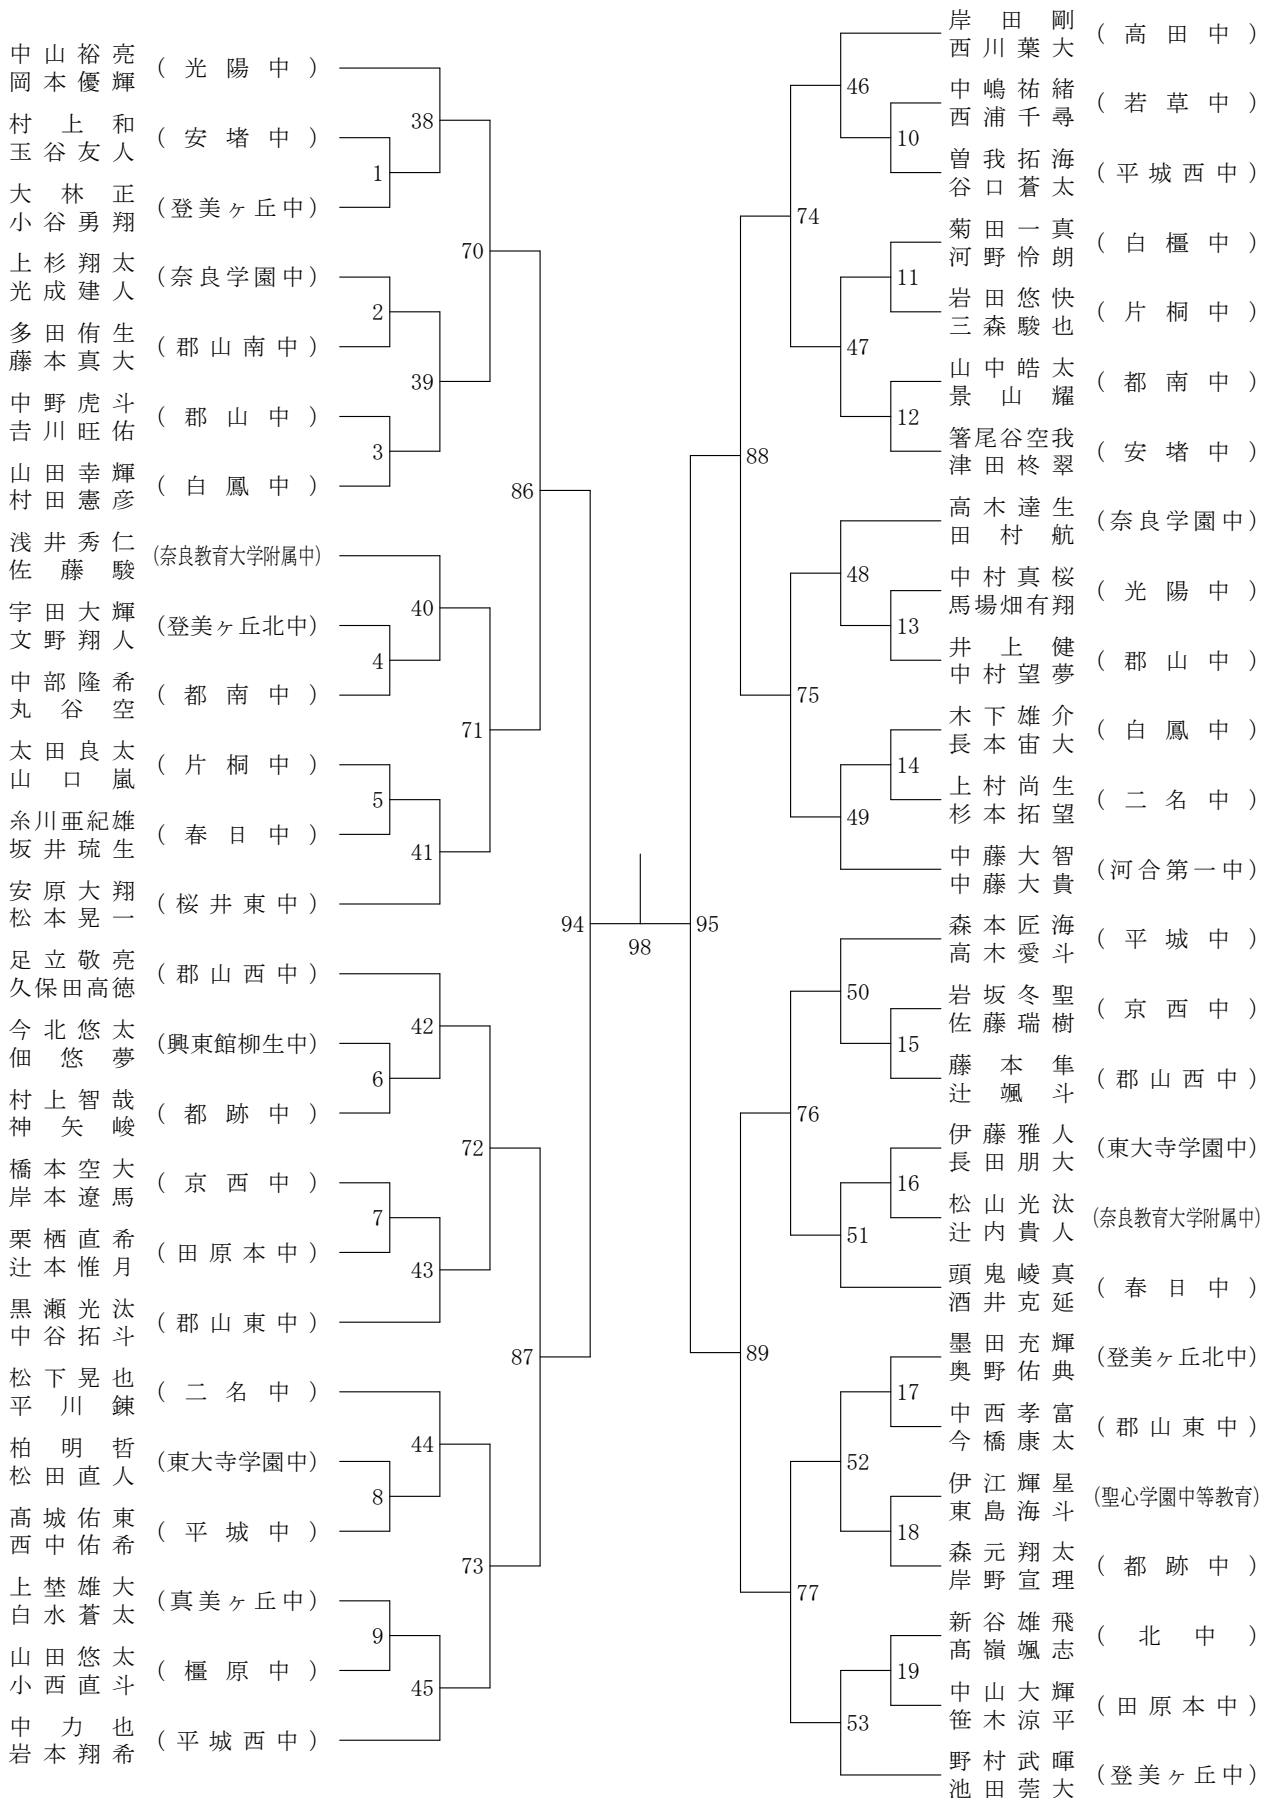 中山裕亮
岡本優輝
(光陽中)
村上和
玉谷友人
(安堵中)
大林正
小谷勇翔
(登美ヶ丘中)
上杉翔太
光成建人
(奈良学園中)
多田侑生
藤本真大
(郡山南中)
中野虎斗
吉川旺佑
(郡山中)
山田幸輝
村田憲彦
(白鳳中)
浅井秀仁
佐藤駿
(奈良教育大学附属中)
宇田大輝
文野翔人
(登美ヶ丘北中)
中部隆希
丸谷空
(都南中)
太田良太
山口嵐
(片桐中)
糸川亜紀雄
坂井琉生
(春日中)
安原大翔
松本晃一
(桜井東中)
足立敬亮
久保田高徳
(郡山西中)
今北悠太
佃悠夢
(興東館柳生中)
村上智哉
神矢峻
(都跡中)
橋本空大
岸本遼馬
(京西中)
栗栖直希
辻本惟月
(田原本中)
黒瀬光汰
中谷拓斗
(郡山東中)
松下晃也
平川錬
(二名中)
柏明哲
松田直人
(東大寺学園中)
髙城佑東
西中佑希
(平城中)
上埜雄大
白水蒼太
(真美ヶ丘中)
山田悠太
小西直斗
(橿原中)
中力也
岩本翔希
(平城西中)
1
2
3
4
5
6
7
8
9
38
39
40
41
42
43
44
45
70
71
72
73
86
87
94
98
95
88
89
74
75
76
77
46
47
48
49
50
51
52
53
10
11
12
13
14
15
16
17
18
19
岸田剛
西川葉大
(高田中)
中嶋祐緒
西浦千尋
(若草中)
曽我拓海
谷口蒼太
(平城西中)
菊田一真
河野怜朗
(白橿中)
岩田悠快
三森駿也
(片桐中)
山中皓太
景山耀
(都南中)
箸尾谷空我
津田柊翠
(安堵中)
高木達生
田村航
(奈良学園中)
中村真桜
馬場畑有翔
(光陽中)
井上健
中村望夢
(郡山中)
木下雄介
長本宙大
(白鳳中)
上村尚生
杉本拓望
(二名中)
中藤大智
中藤大貴
(河合第一中)
森本匠海
高木愛斗
(平城中)
岩坂冬聖
佐藤瑞樹
(京西中)
藤本隼
辻颯斗
(郡山西中)
伊藤雅人
長田朋大
(東大寺学園中)
松山光汰
辻内貴人
(奈良教育大学附属中)
頭鬼崚真
酒井克延
(春日中)
墨田充輝
奥野佑典
(登美ヶ丘北中)
中西孝富
今橋康太
(郡山東中)
伊江輝星
東島海斗
(聖心学園中等教育)
森元翔太
岸野宣理
(都跡中)
新谷雄飛
髙嶺颯志
(北中)
中山大輝
笹木涼平
(田原本中)
野村武暉
池田莞大
(登美ヶ丘中)